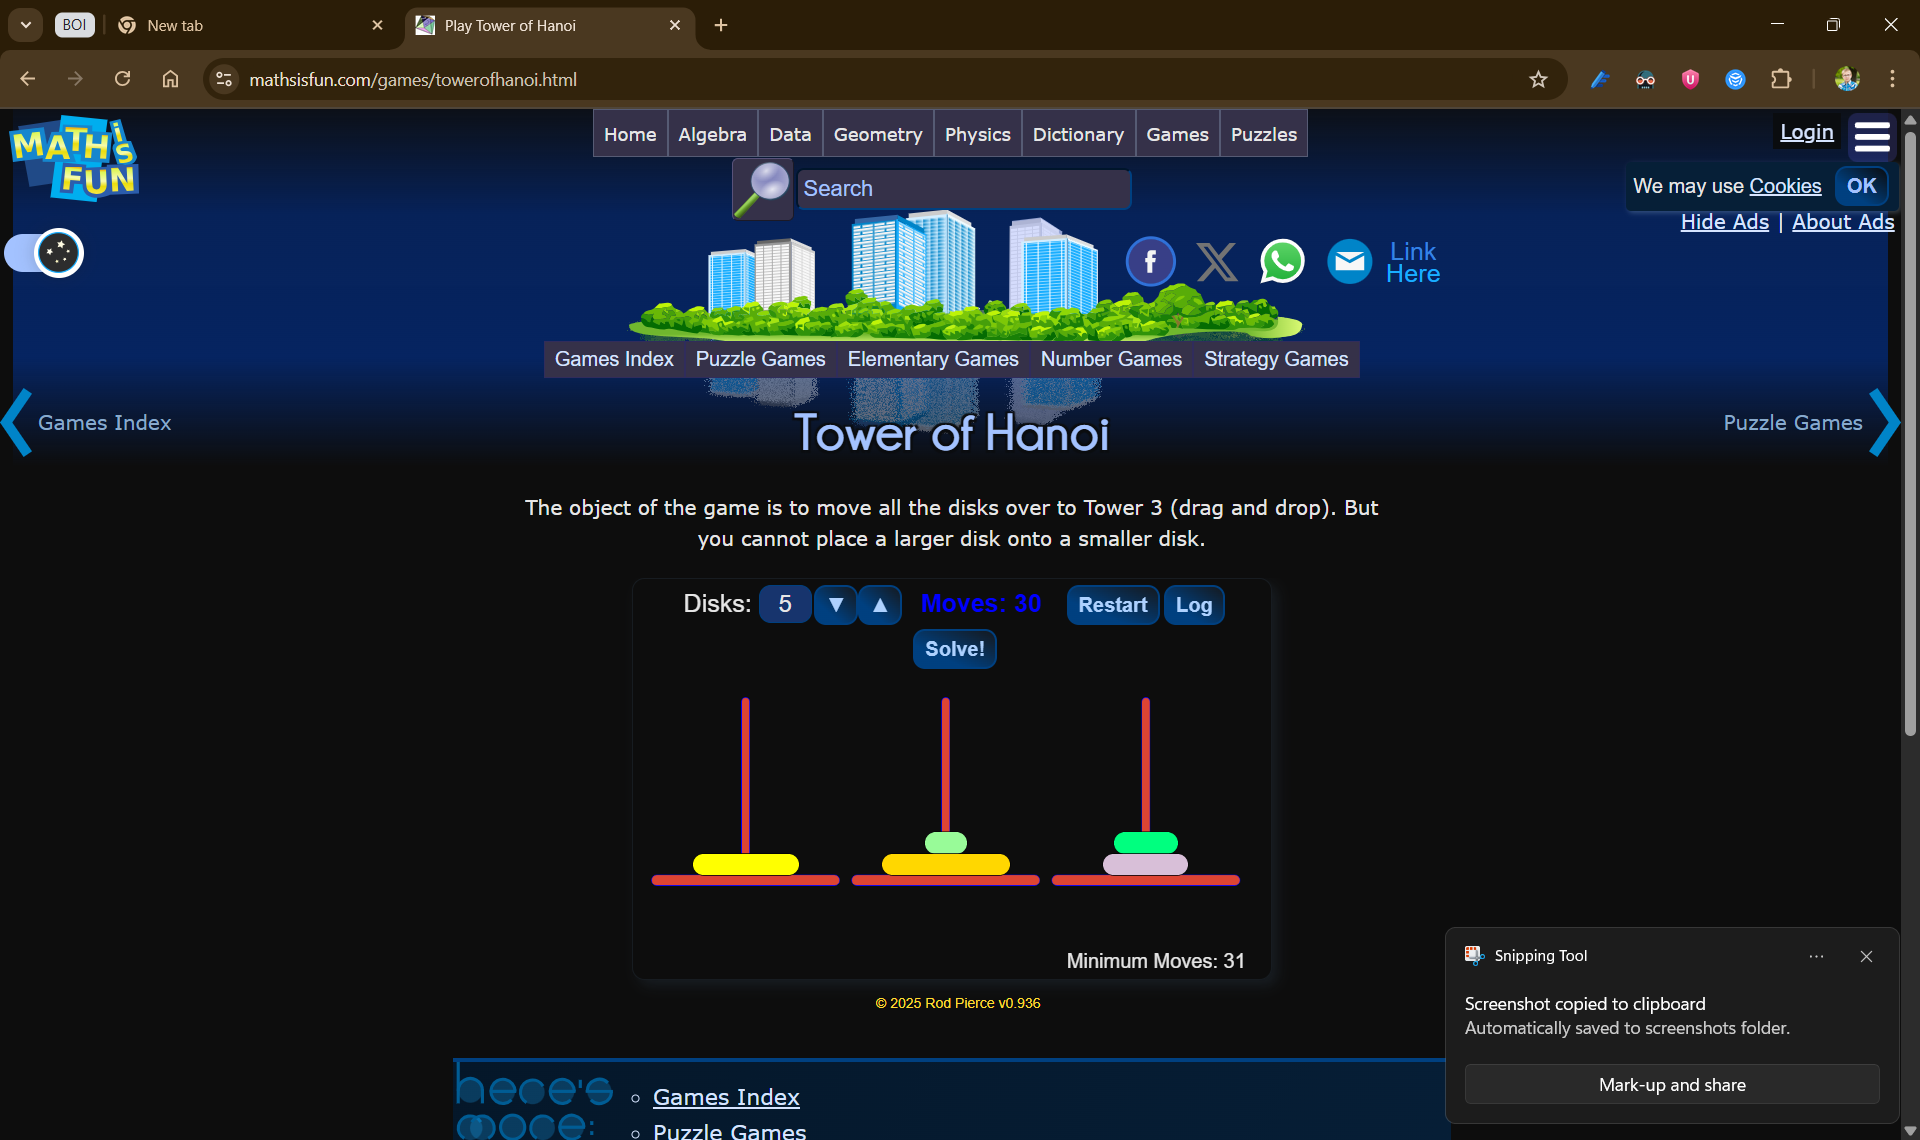 BOI
New tab
Play Tower of Hanoi
mathsisfun.com/games/towerofhanoi.html
MATH iS FUN
Home Algebra Data Geometry Physics Dictionary Games Puzzles
Login
Search
We may use Cookies OK
Hide Ads | About Ads
Link
Here
Games Index Puzzle Games Elementary Games Number Games Strategy Games
Games Index
Puzzle Games
Tower of Hanoi
The object of the game is to move all the disks over to Tower 3 (drag and drop). But
you cannot place a larger disk onto a smaller disk.
Disks: 5 ▼ ▲ Moves: 30 Restart Log
Solve!
Minimum Moves: 31
© 2025 Rod Pierce v0.936
here's
more:
Games Index
Puzzle Games
Snipping Tool
Screenshot copied to clipboard
Automatically saved to screenshots folder.
Mark-up and share